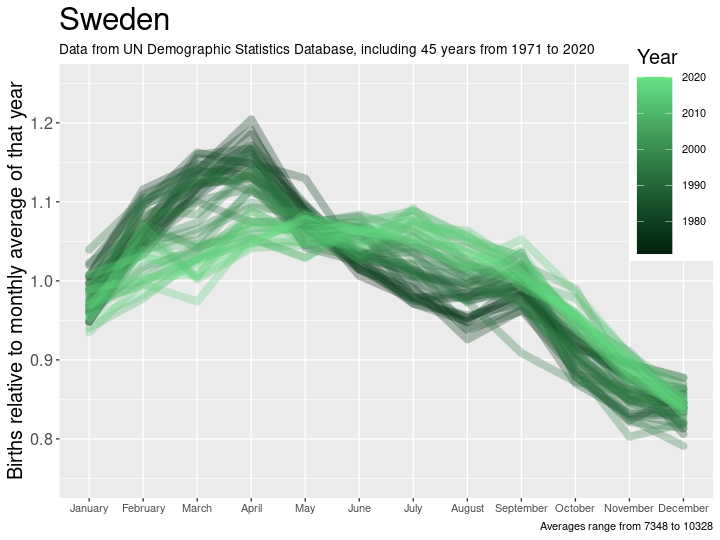 Sweden
Data from UN Demographic Statistics Database, including 45 years from 1971 to 2020
Year
2020
2010
2000
1990
1980
Births relative to monthly average of that year
1.2
1.1
1.0
0.9
0.8
January February March April May June July August September October November December
Averages range from 7348 to 10328